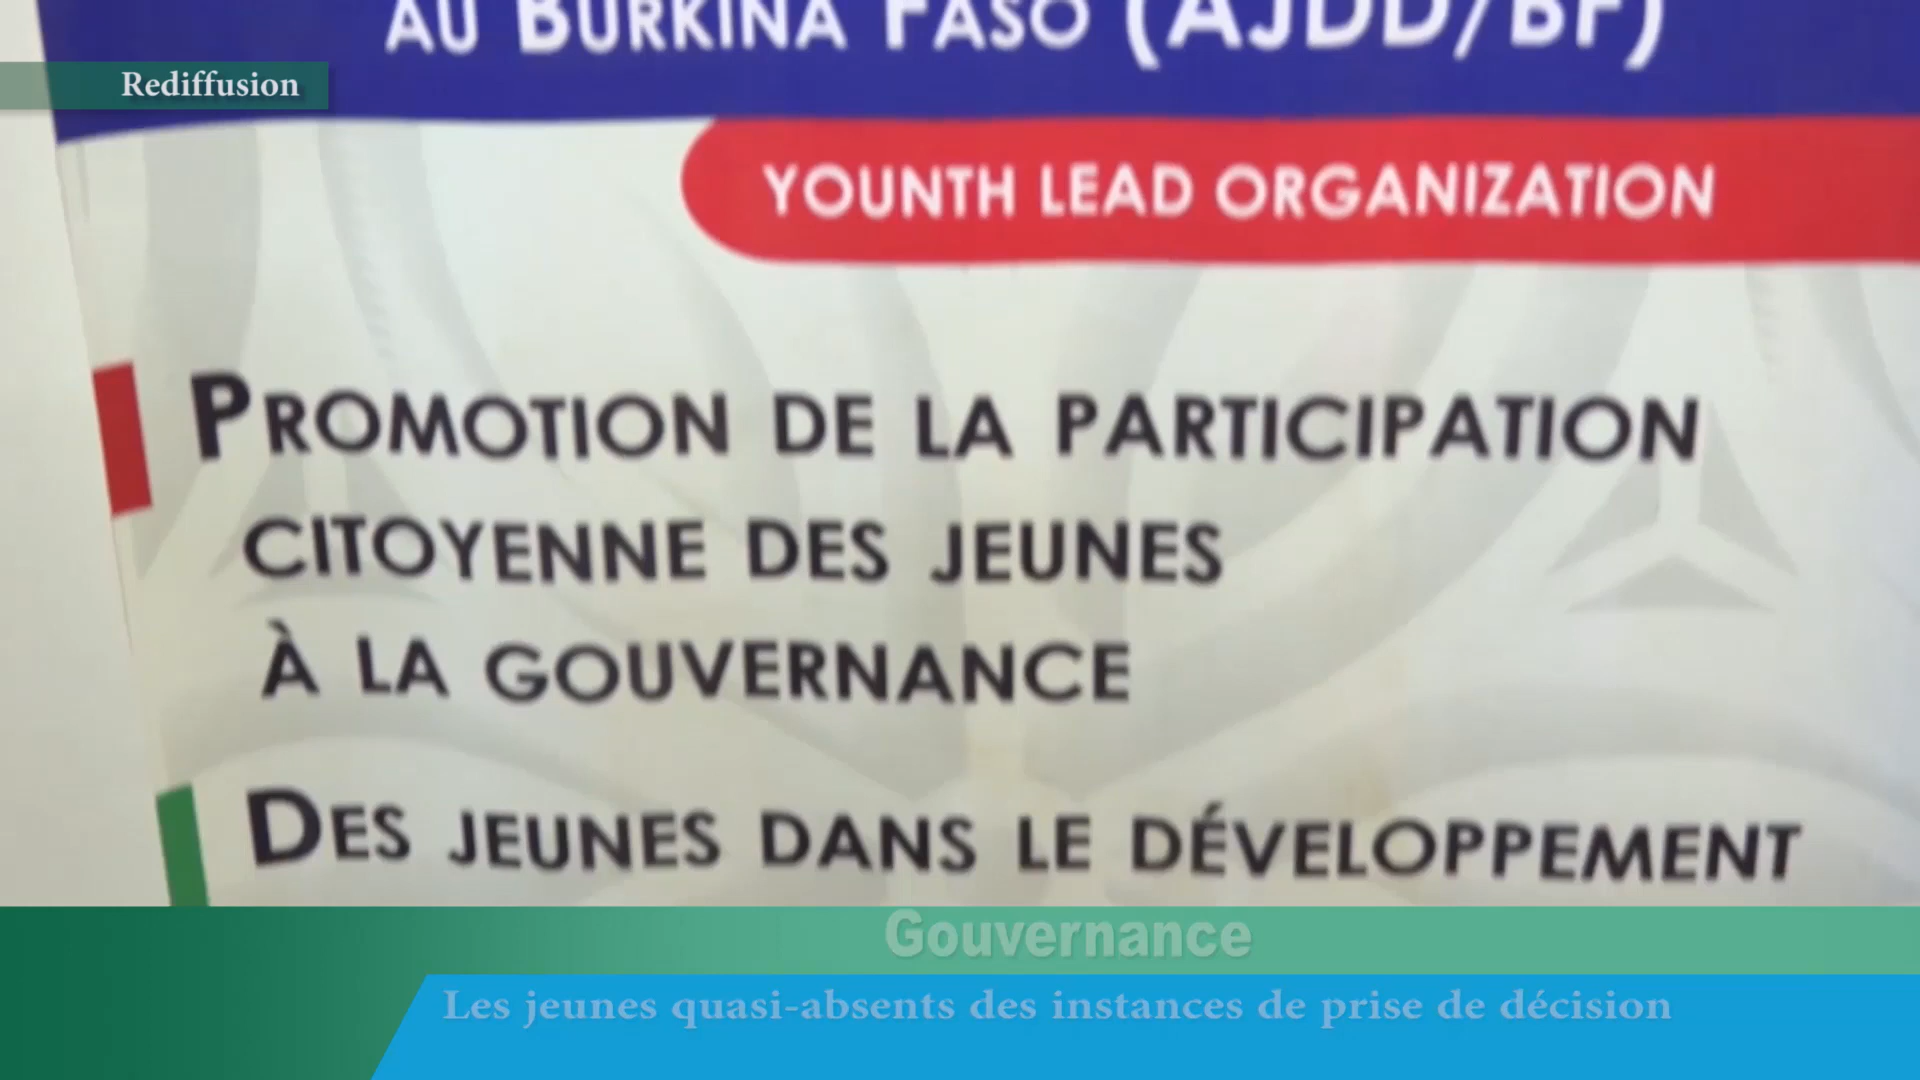 AU BURKINA FASO (AJDD/BF)
Rediffusion
YOUNTH LEAD ORGANIZATION
PROMOTION DE LA PARTICIPATION
CITOYENNE DES JEUNES
À LA GOUVERNANCE
DES JEUNES DANS LE DÉVELOPPEMENT
Gouvernance
Les jeunes quasi-absents des instances de prise de décision